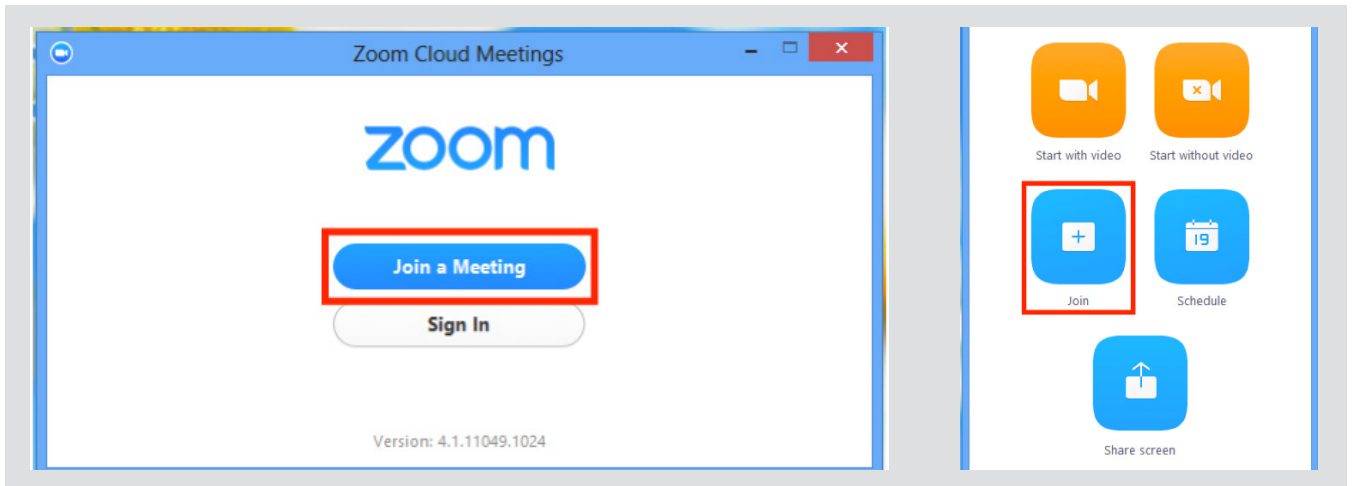 Zoom Cloud Meetings
zoom
Join a Meeting
Sign In
Version: 4.1.11049.1024
Start with video
Start without video
19
Join
Schedule
Share screen